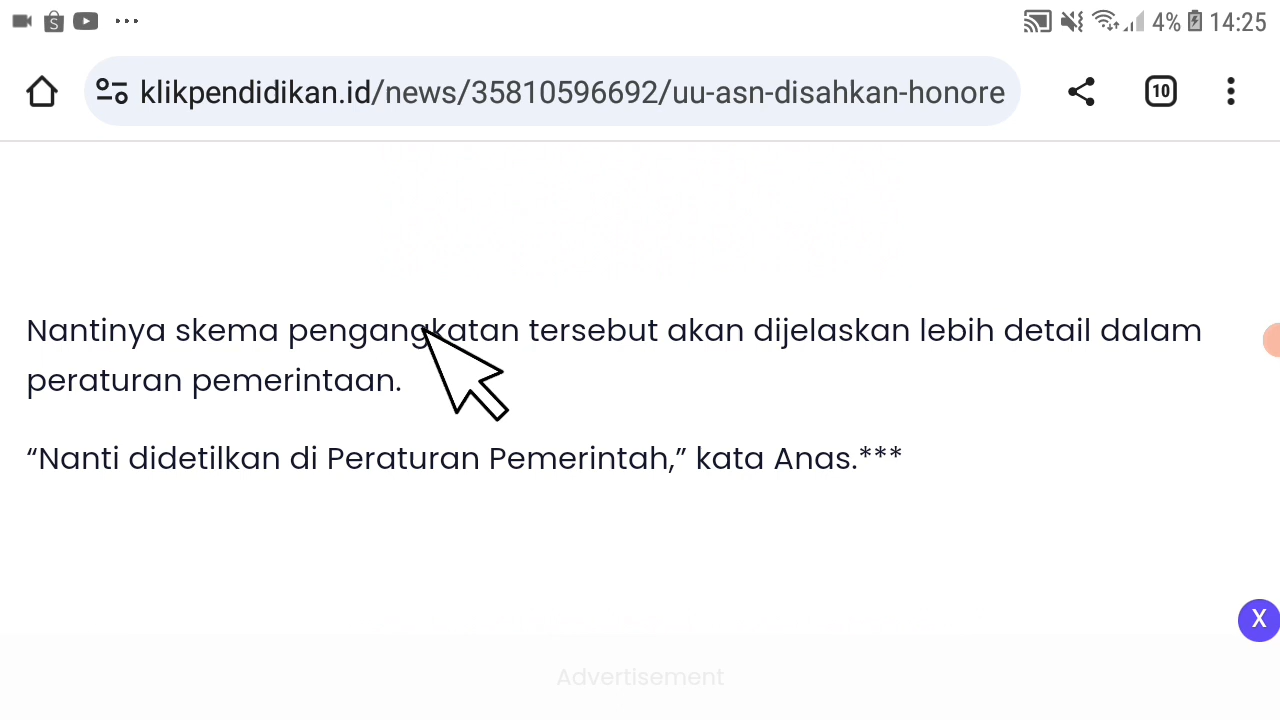 4% 14:25
klikpendidikan.id/news/35810596692/uu-asn-disahkan-honore
10
Nantinya skema pengangkatan tersebut akan dijelaskan lebih detail dalam
peraturan pemerintaan.
“Nanti didetilkan di Peraturan Pemerintah,” kata Anas.***
X
Advertisement